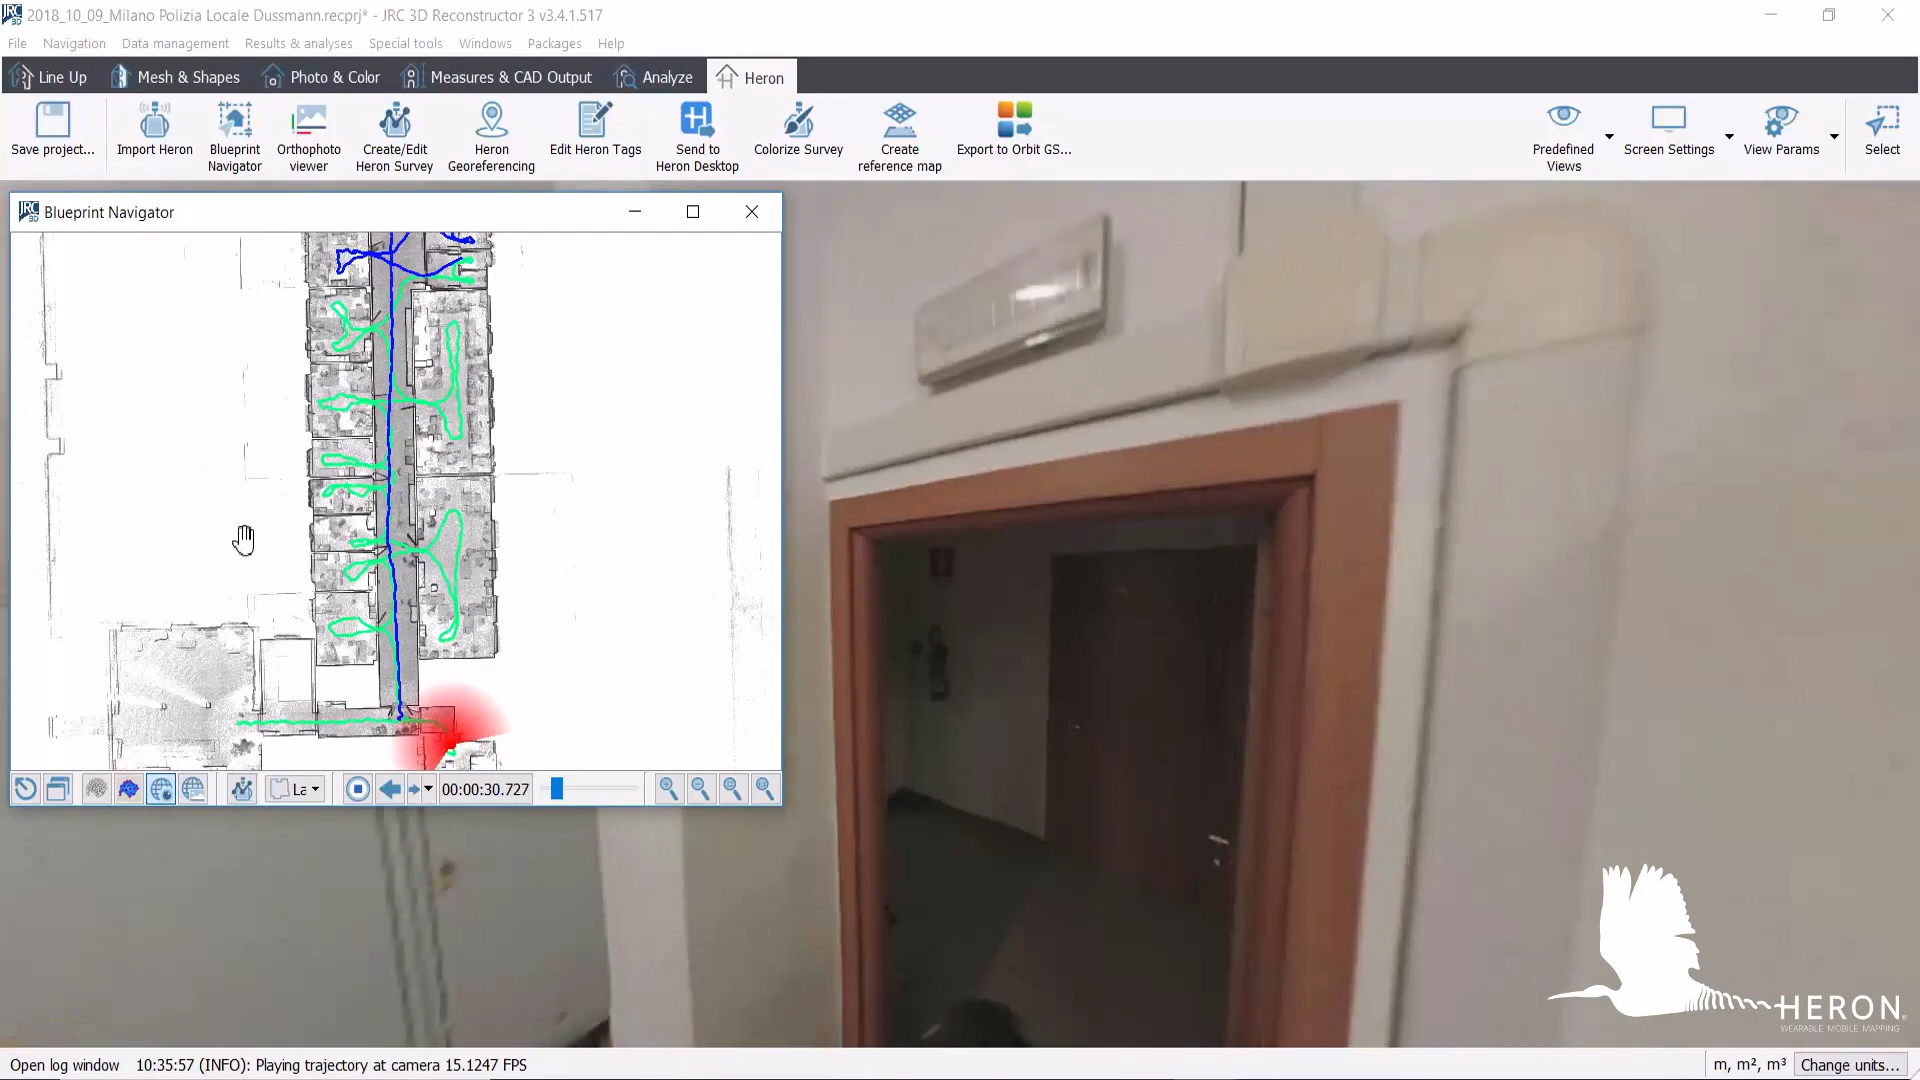 2018_10_09_Milano Polizia Locale Dussmann.recprj* - JRC 3D Reconstructor 3 v3.4.1.517
File Navigation Data management Results & analyses Special tools Windows Packages Help
Line Up Mesh & Shapes Photo & Color Measures & CAD Output Analyze Heron
Save project...
Import Heron
Blueprint
Navigator
Orthophoto
viewer
Create/Edit
Heron Survey
Heron
Georeferencing
Edit Heron Tags
Send to
Heron Desktop
Colorize Survey
Create
reference map
Export to Orbit GS...
Predefined
Views
Screen Settings
View Params
Select
JRC
3D
Blueprint Navigator
La
00:00:30.727
HERON
WEARABLE MOBILE MAPPING
Open log window 10:35:57 (INFO): Playing trajectory at camera 15.1247 FPS
m, m², m³ Change units...